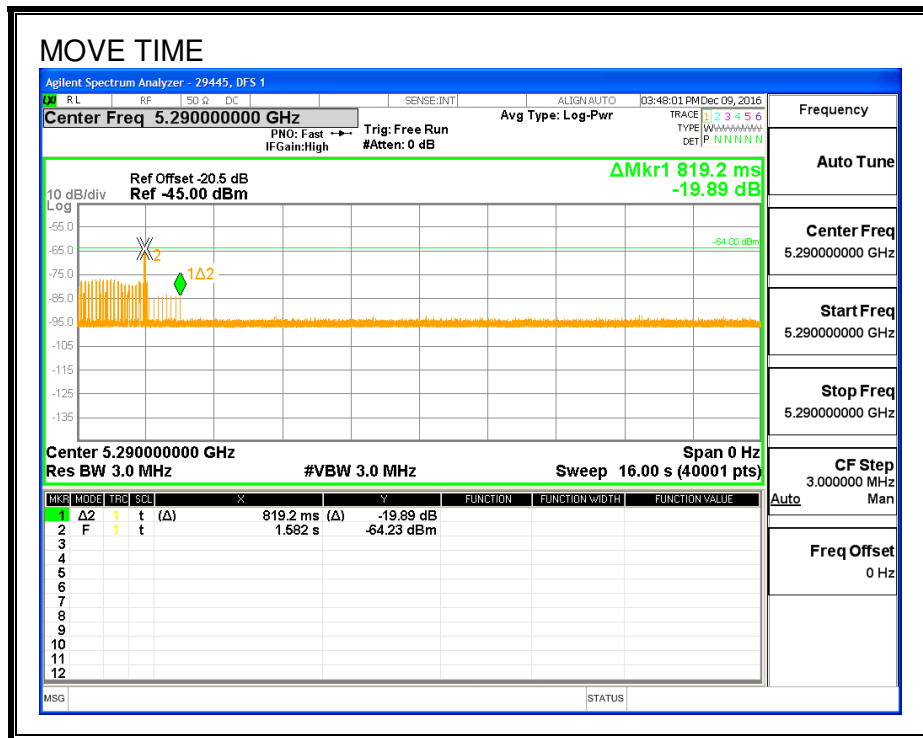 MOVE TIME
Agilent Spectrum Analyzer - 29445, DFS 1
LXI RL RF 50 Ω DC SENSE:INT ALIGN AUTO 03:48:01 PM Dec 09, 2016
Center Freq 5.290000000 GHz
PNO: Fast
IFGain:High
Trig: Free Run
#Atten: 0 dB
Avg Type: Log-Pwr
TRACE 1 2 3 4 5 6
TYPE WWWWWW
DET P N N N N N
ΔMkr1 819.2 ms
-19.89 dB
Ref Offset -20.5 dB
10 dB/div Ref -45.00 dBm
Log
-55.0
-65.0
-75.0
-85.0
-95.0
-105
-115
-125
-135
-64.00 dBm
2
1Δ2
Center 5.290000000 GHz Span 0 Hz
Res BW 3.0 MHz #VBW 3.0 MHz Sweep 16.00 s (40001 pts)
MKR MODE TRC SCL X Y FUNCTION FUNCTION WIDTH FUNCTION VALUE
1 Δ2 1 t (Δ) 819.2 ms (Δ) -19.89 dB
2 F 1 t 1.582 s -64.23 dBm
3
4
5
6
7
8
9
10
11
12
MSG STATUS
Frequency
Auto Tune
Center Freq
5.290000000 GHz
Start Freq
5.290000000 GHz
Stop Freq
5.290000000 GHz
CF Step
3.000000 MHz
Auto Man
Freq Offset
0 Hz